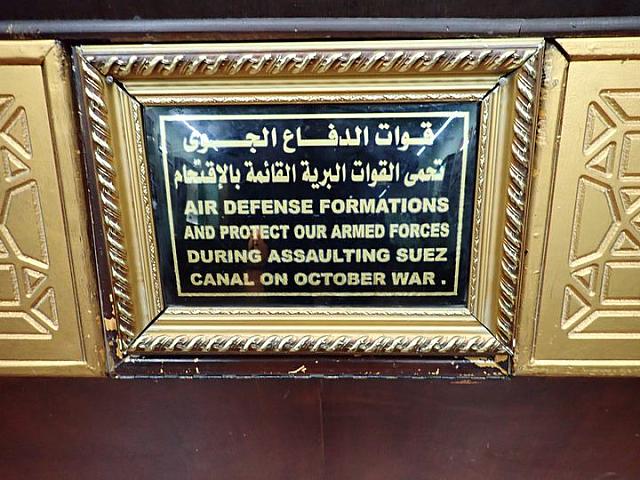 قوات الدفاع الجوى
تحمى القوات البرية القائمة بالإقتحام
AIR DEFENSE FORMATIONS
AND PROTECT OUR ARMED FORCES
DURING ASSAULTING SUEZ
CANAL ON OCTOBER WAR .